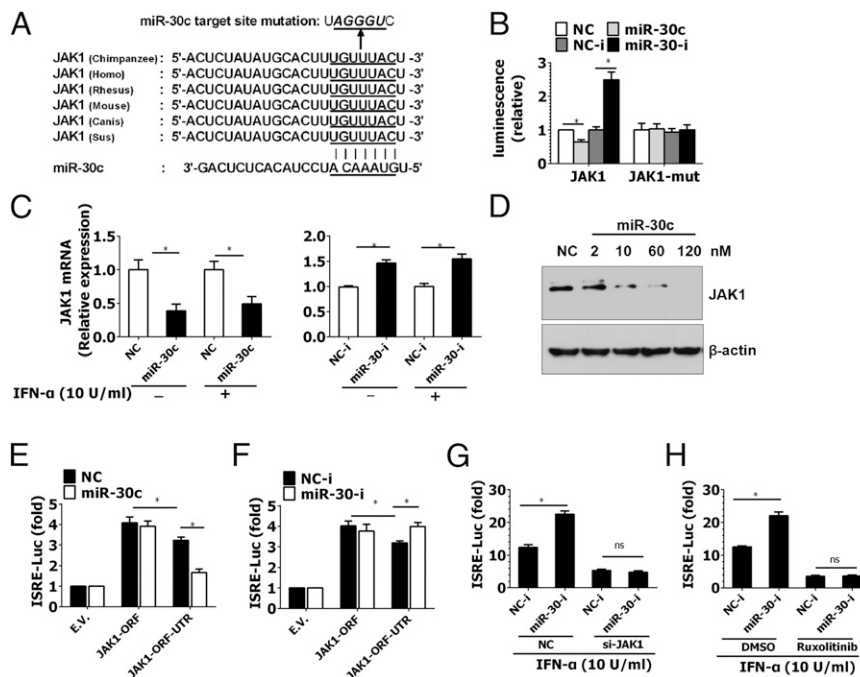 A
miR-30c target site mutation: UAGGGUC
JAK1 (Chimpanzee) : 5'-ACUCUAUAUGCACUUUGUUUACU -3'
JAK1 (Homo) : 5'-ACUCUAUAUGCACUUUGUUUACU -3'
JAK1 (Rhesus) : 5'-ACUCUAUAUGCACUUUGUUUACU -3'
JAK1 (Mouse) : 5'-ACUCUAUAUGCACUUUGUUUACU -3'
JAK1 (Canis) : 5'-ACUCUAUAUGCACUUUGUUUACU -3'
JAK1 (Sus) : 5'-ACUCUAUAUGCACUUUGUUUACU -3'
miR-30c : 3'-GACUCUCACAUCCUA CAAAUGU-5'
B
NC miR-30c
NC-i miR-30-i
luminescence
(relative)
3
2
1
0
* *
JAK1 JAK1-mut
C
JAK1 mRNA
(Relative expression)
1.5
1.0
0.5
0.0
* *
NC miR-30c NC miR-30c
2.0
1.5
1.0
0.5
0.0
* *
NC-i miR-30-i NC-i miR-30-i
IFN-α (10 U/ml) − + − +
D
miR-30c
NC 2 10 60 120 nM
JAK1
β-actin
E
NC
miR-30c
ISRE-Luc (fold)
6
5
4
3
2
1
0
* *
E.V. JAK1-ORF JAK1-ORF-UTR
F
NC-i
miR-30-i
ISRE-Luc (fold)
6
5
4
3
2
1
0
* *
E.V. JAK1-ORF JAK1-ORF-UTR
G
ISRE-Luc (fold)
30
20
10
0
* ns
NC-i miR-30-i NC-i miR-30-i
NC si-JAK1
IFN-α (10 U/ml)
H
ISRE-Luc (fold)
30
20
10
0
* ns
NC-i miR-30-i NC-i miR-30-i
DMSO Ruxolitinib
IFN-α (10 U/ml)